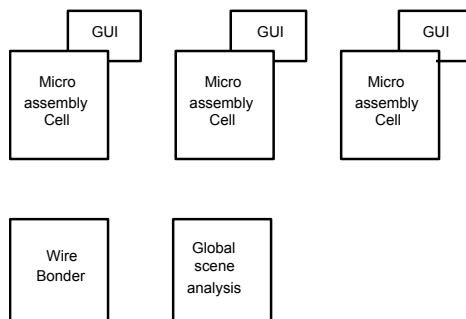 GUI
GUI
GUI
Micro
assembly
Cell
Micro
assembly
Cell
Micro
assembly
Cell
Wire
Bonder
Global
scene
analysis